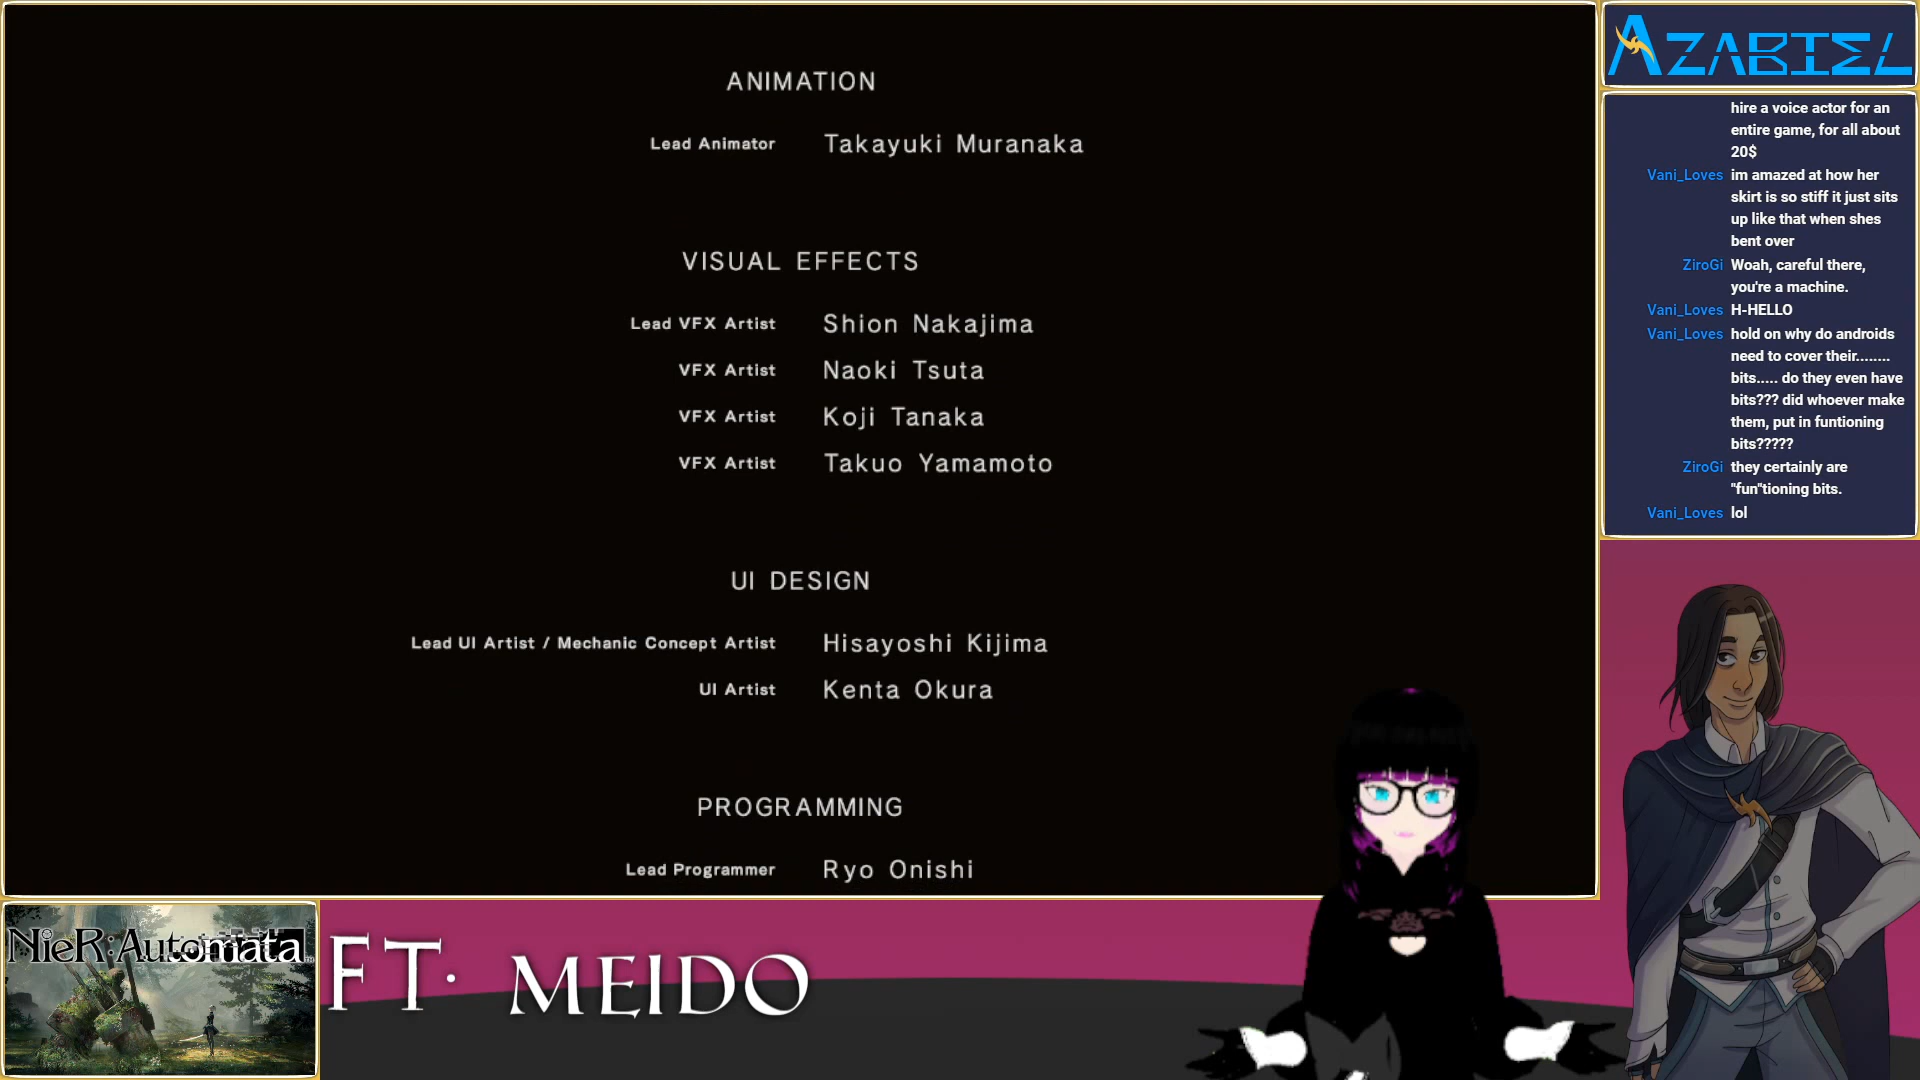 ANIMATION
Lead Animator Takayuki Muranaka
VISUAL EFFECTS
Lead VFX Artist Shion Nakajima
VFX Artist Naoki Tsuta
VFX Artist Koji Tanaka
VFX Artist Takuo Yamamoto
UI DESIGN
Lead UI Artist / Mechanic Concept Artist Hisayoshi Kijima
UI Artist Kenta Okura
PROGRAMMING
Lead Programmer Ryo Onishi
AZABIEL
hire a voice actor for an
entire game, for all about
20$
Vani_Loves im amazed at how her
skirt is so stiff it just sits
up like that when shes
bent over
ZiroGi Woah, careful there,
you're a machine.
Vani_Loves H-HELLO
Vani_Loves hold on why do androids
need to cover their........
bits..... do they even have
bits??? did whoever make
them, put in funtioning
bits?????
ZiroGi they certainly are
"fun"tioning bits.
Vani_Loves lol
NieR:Automata
FT. MEIDO